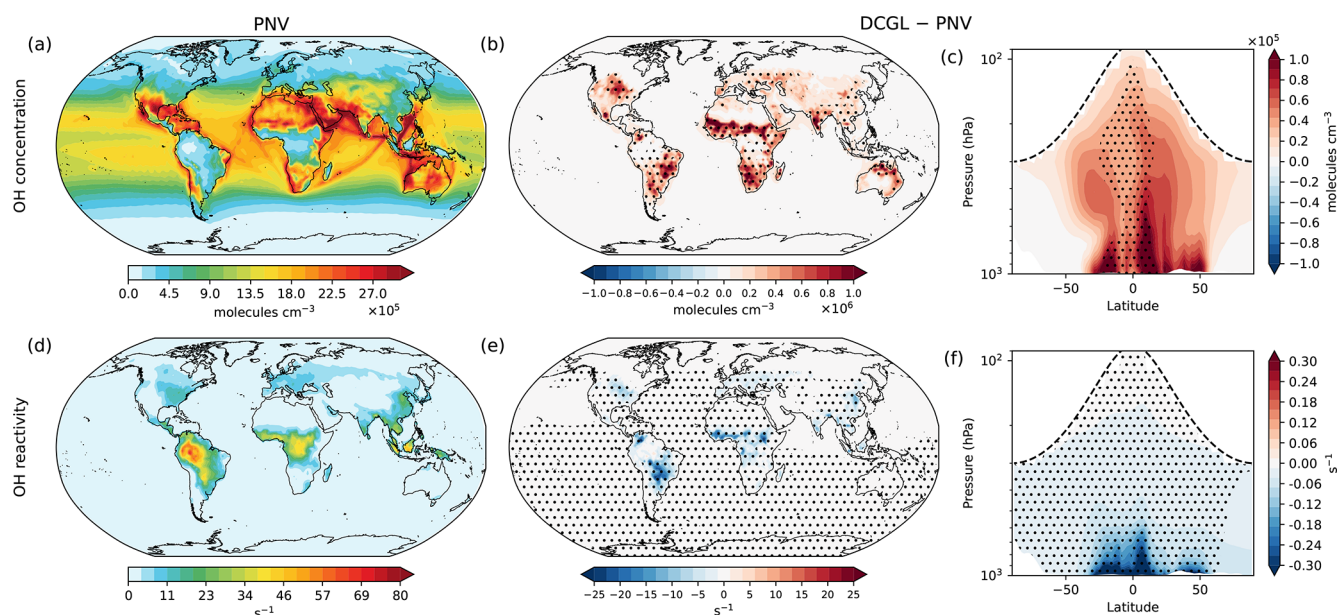 PNV
DCGL − PNV
(a)
(b)
(c)
OH concentration
0.0 4.5 9.0 13.5 18.0 22.5 27.0
molecules cm⁻³
×10⁵
−1.0 −0.8 −0.6 −0.4 −0.2 0.0 0.2 0.4 0.6 0.8 1.0
molecules cm⁻³
×10⁶
Pressure (hPa)
10²
10³
−50 0 50
Latitude
×10⁵
1.0
0.8
0.6
0.4
0.2
0.0
−0.2
−0.4
−0.6
−0.8
−1.0
molecules cm⁻³
(d)
(e)
(f)
OH reactivity
0 11 23 34 46 57 69 80
s⁻¹
−25 −20 −15 −10 −5 0 5 10 15 20 25
s⁻¹
Pressure (hPa)
10²
10³
−50 0 50
Latitude
0.30
0.24
0.18
0.12
0.06
0.00
−0.06
−0.12
−0.18
−0.24
−0.30
s⁻¹